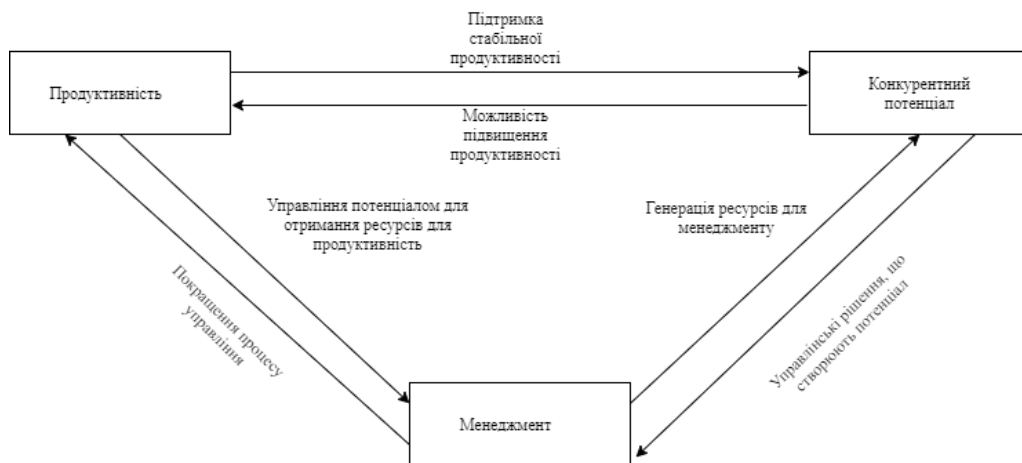 Підтримка
стабільної
продуктивності
Продуктивність
Конкурентний
потенціал
Можливість
підвищення
продуктивності
Управління потенціалом для
отримання ресурсів для
продуктивність
Генерація ресурсів для
менеджменту
Покращення процесу
управління
Управлінські рішення, що
створюють потенціал
Менеджмент